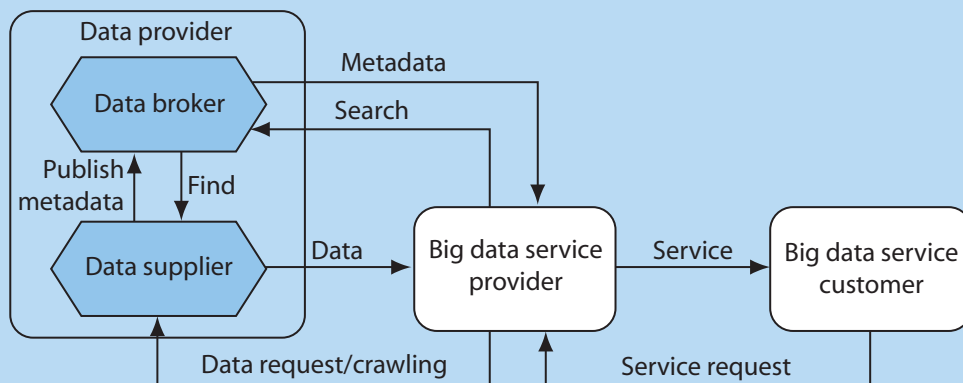 Data provider
Data broker
Metadata
Search
Publish
metadata
Find
Data supplier
Data
Big data service
provider
Service
Big data service
customer
Data request/crawling
Service request